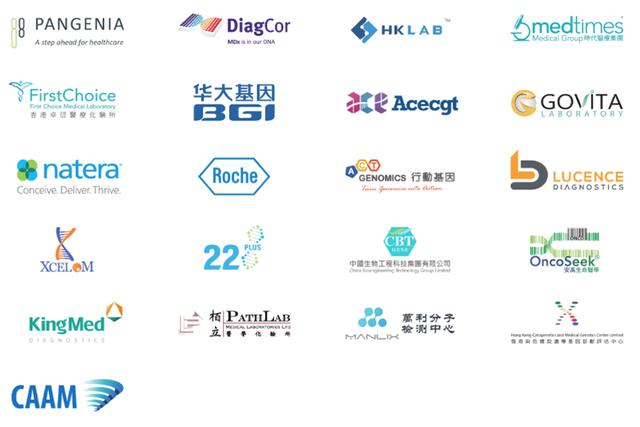 PANGENIA
A step ahead for healthcare
DiagCor
MDx is in our DNA
HKLAB™
medtimes
Medical Group 時代醫療集團
FirstChoice
First Choice Medical Laboratory
香港卓信醫療化驗所
华大基因
BGI
ACE Acecgt
GOVITA
LABORATORY
natera
Conceive. Deliver. Thrive.
Roche
ACT
GENOMICS 行動基因
Turn Genomics into Action
LUCENCE
DIAGNOSTICS
XCELOM
22 PLUS
CBT
GENE
中國生物工程科技集團有限公司
China Bioengineering Technology Group Limited
ONCO
OncoSeek
安高生命醫學
KingMed
DIAGNOSTICS
栢立 PATHLAB
MEDICAL LABORATORIES LTD
醫學化驗所
MANLIX
萬利分子
檢測中心
Hong Kong Cytogenetics and Medical Genetics Centre Limited
香港染色體及遺傳學基因診斷評估中心
CAAM